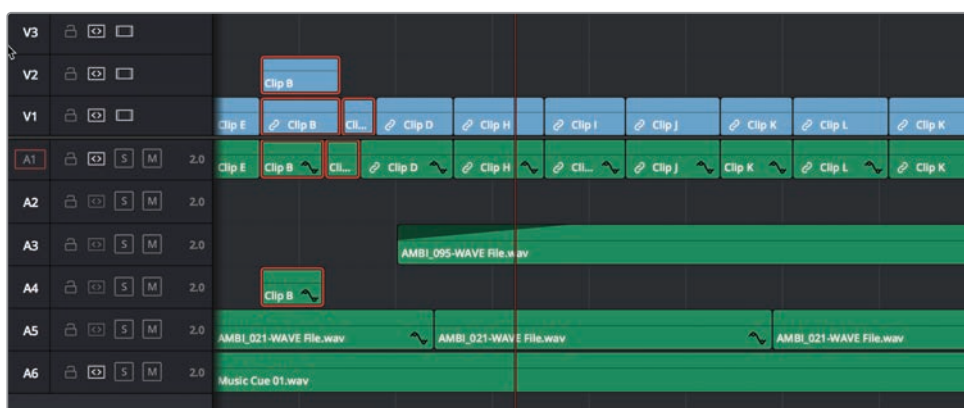 V3
V2
Clip B
V1
Clip E Clip B Cli... Clip D Clip H Clip I Clip J Clip K Clip L Clip K
A1 S M 2.0
Clip E Clip B Cli... Clip D Clip H Cli... Clip J Clip K Clip L Clip K
A2 S M 2.0
A3 S M 2.0
AMBI_095-WAVE File.wav
A4 S M 2.0
Clip B
A5 S M 2.0
AMBI_021-WAVE File.wav AMBI_021-WAVE File.wav AMBI_021-WAVE File.wav
A6 S M 2.0
Music Cue 01.wav